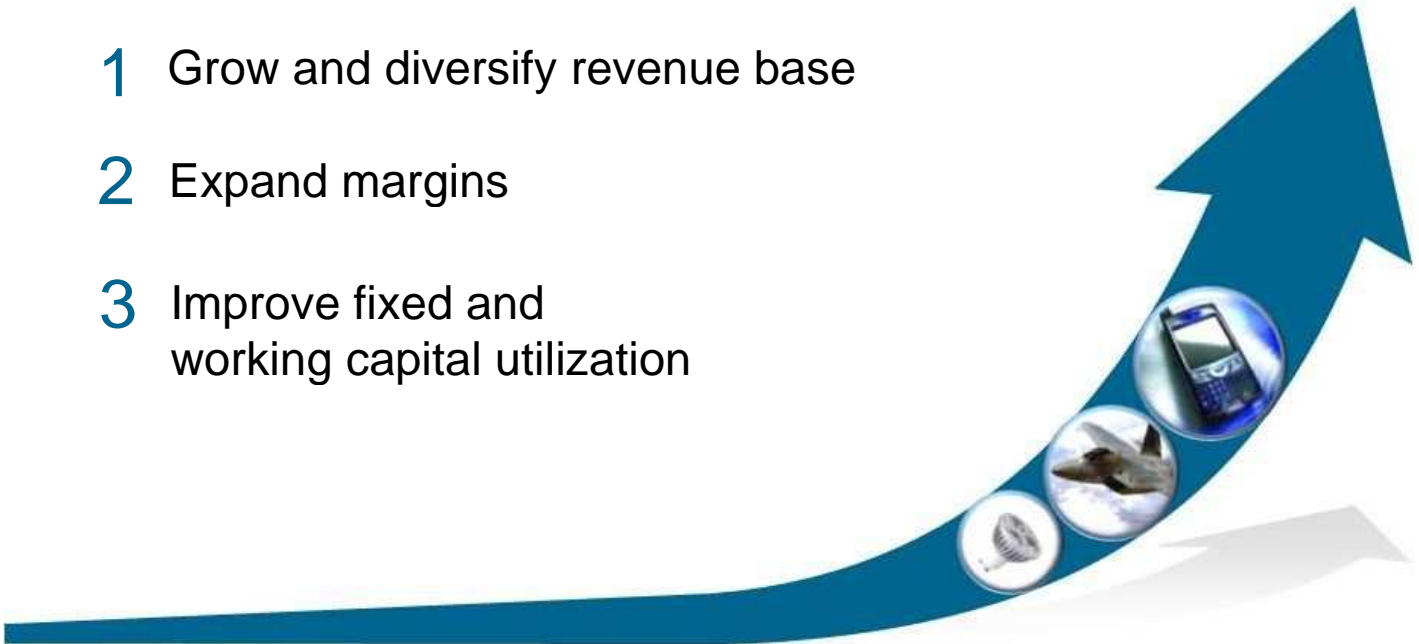 1 Grow and diversify revenue base
2 Expand margins
3 Improve fixed and
working capital utilization